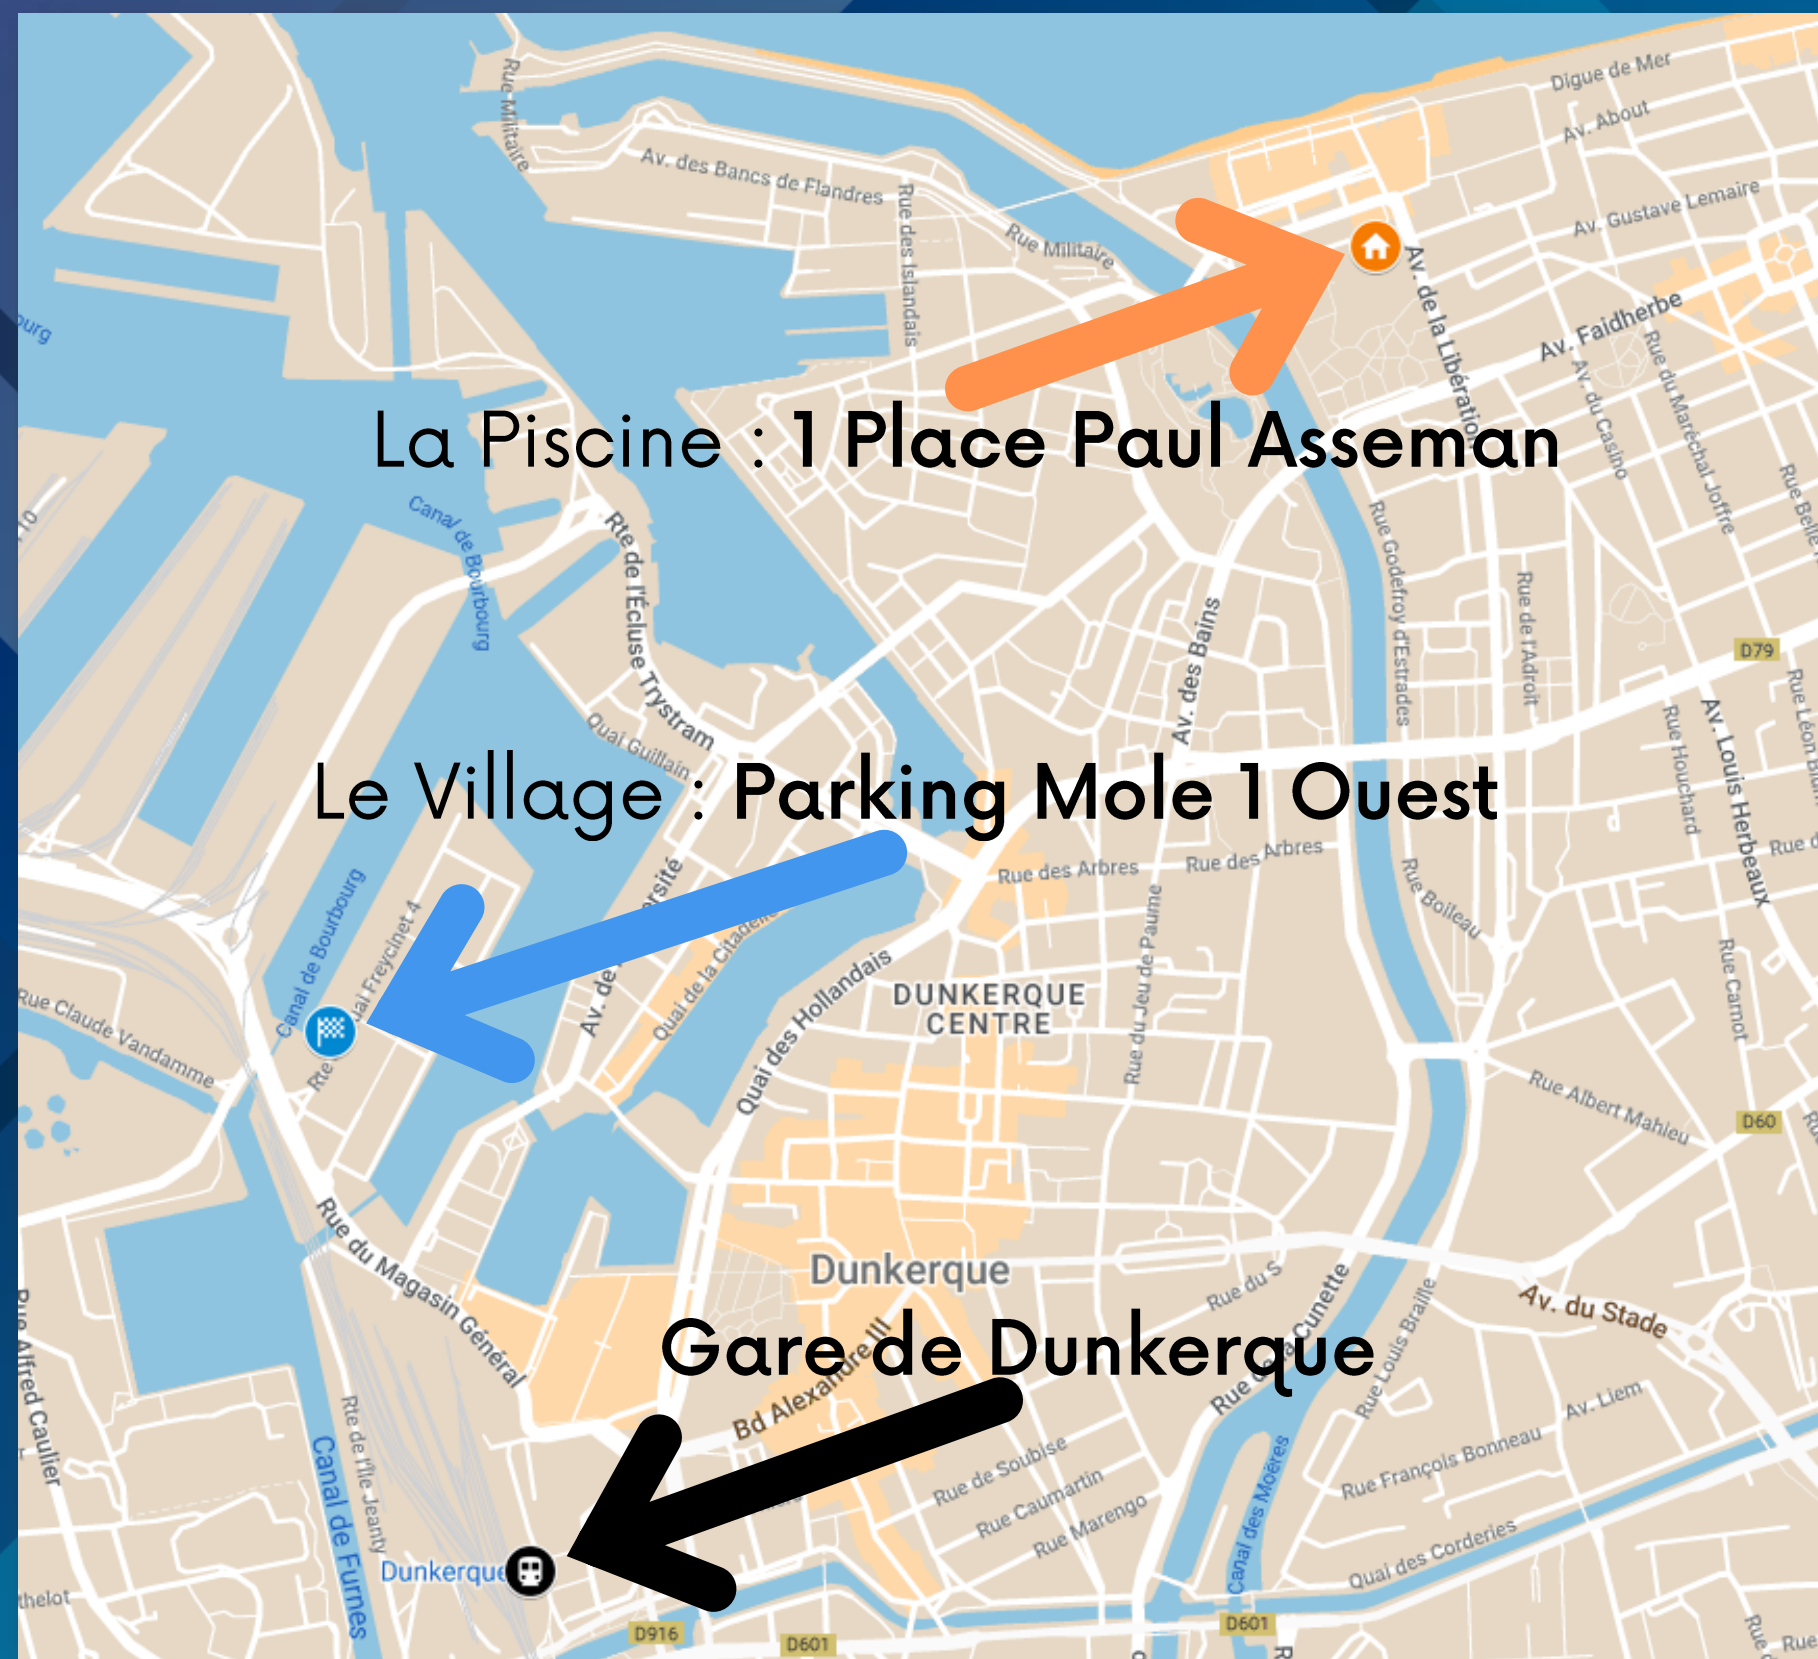 Digue de Mer
Av. About
Rue Militaire
Av. des Bancs de Flandres
Rue des Islandais
Rue Militaire
Av. Gustave Lemaire
Av. de la Libération
Av. Faidherbe
Rue du Maréchal Joffre
Av. du Casino
La Piscine : 1 Place Paul Asseman
Canal de Bourbourg
Rte de l'Écluse Trystram
Rue Godefroy d'Estrades
Rue de l'Adroit
Av. des Bains
D79
Quai Guillain
Rue Houchard
Av. Louis Herbeaux
Le Village : Parking Mole 1 Ouest
Rue des Arbres
Rue des Arbres
Rue Boileau
Canal de Bourbourg
Quai de la Citadelle
Quai des Hollandais
Rue du Jeu de Paume
Rue Carnot
DUNKERQUE
CENTRE
Rue Claude Vandamme
Rue Albert Mahieu
D60
Rue du Magasin Général
Dunkerque
Rue du S
Av. du Stade
Rue Alfred Caulier
Gare de Dunkerque
Bd Alexandre III
Rue Louis Braille
Av. Liem
Rte de l'Île Jeanty
Canal de Furnes
Rue de Soubise
Rue Caumartin
Rue Marengo
Canal des Moëres
Rue François Bonneau
Quai des Corderies
Dunkerque
D916
D601
D601